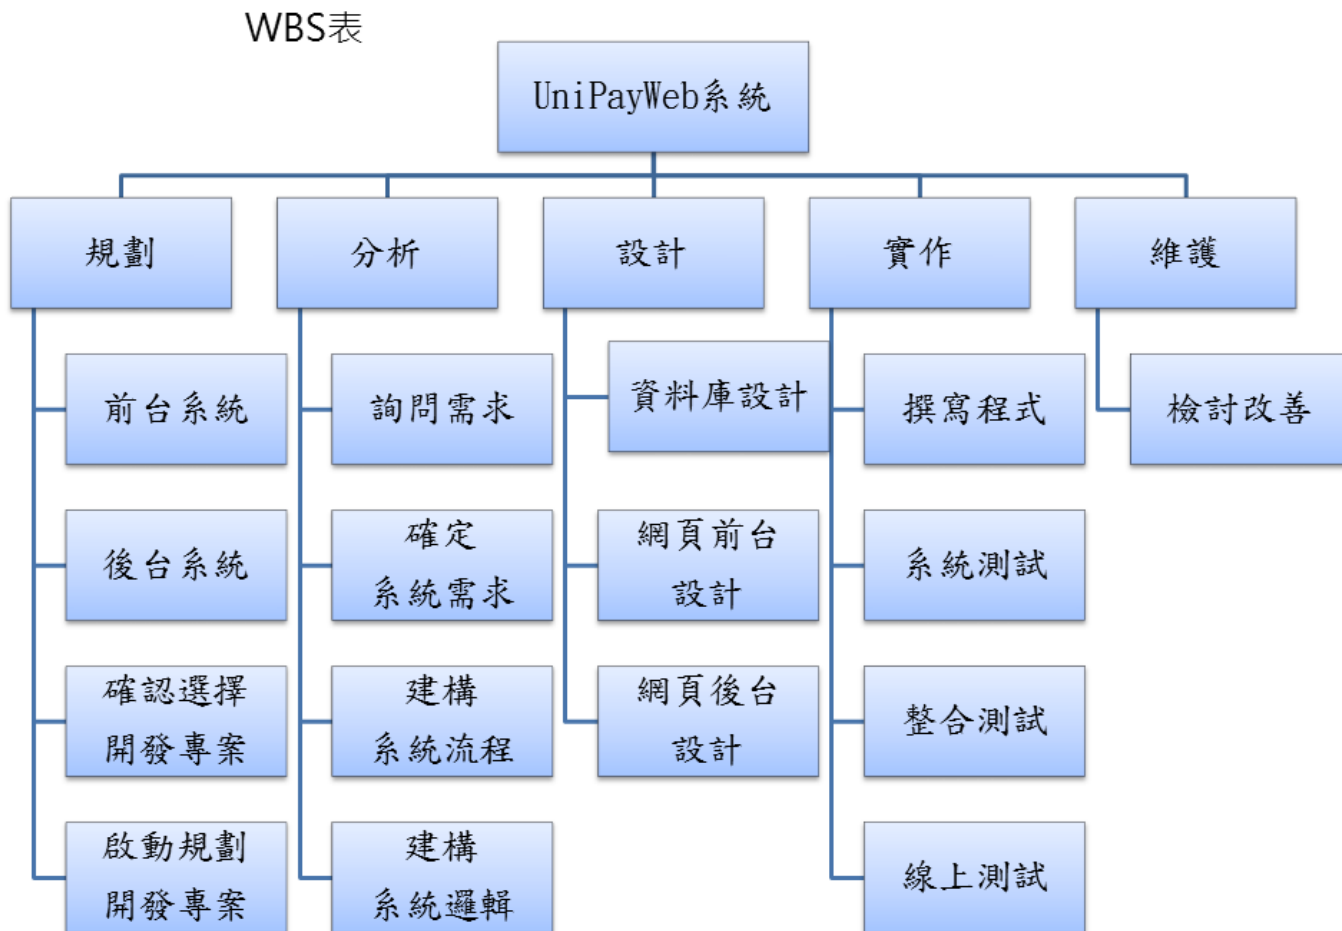 WBS表
UniPayWeb系統
規劃
分析
設計
實作
維護
前台系統
後台系統
確認選擇
開發專案
啟動規劃
開發專案
詢問需求
確定
系統需求
建構
系統流程
建構
系統邏輯
資料庫設計
網頁前台
設計
網頁後台
設計
撰寫程式
系統測試
整合測試
線上測試
檢討改善